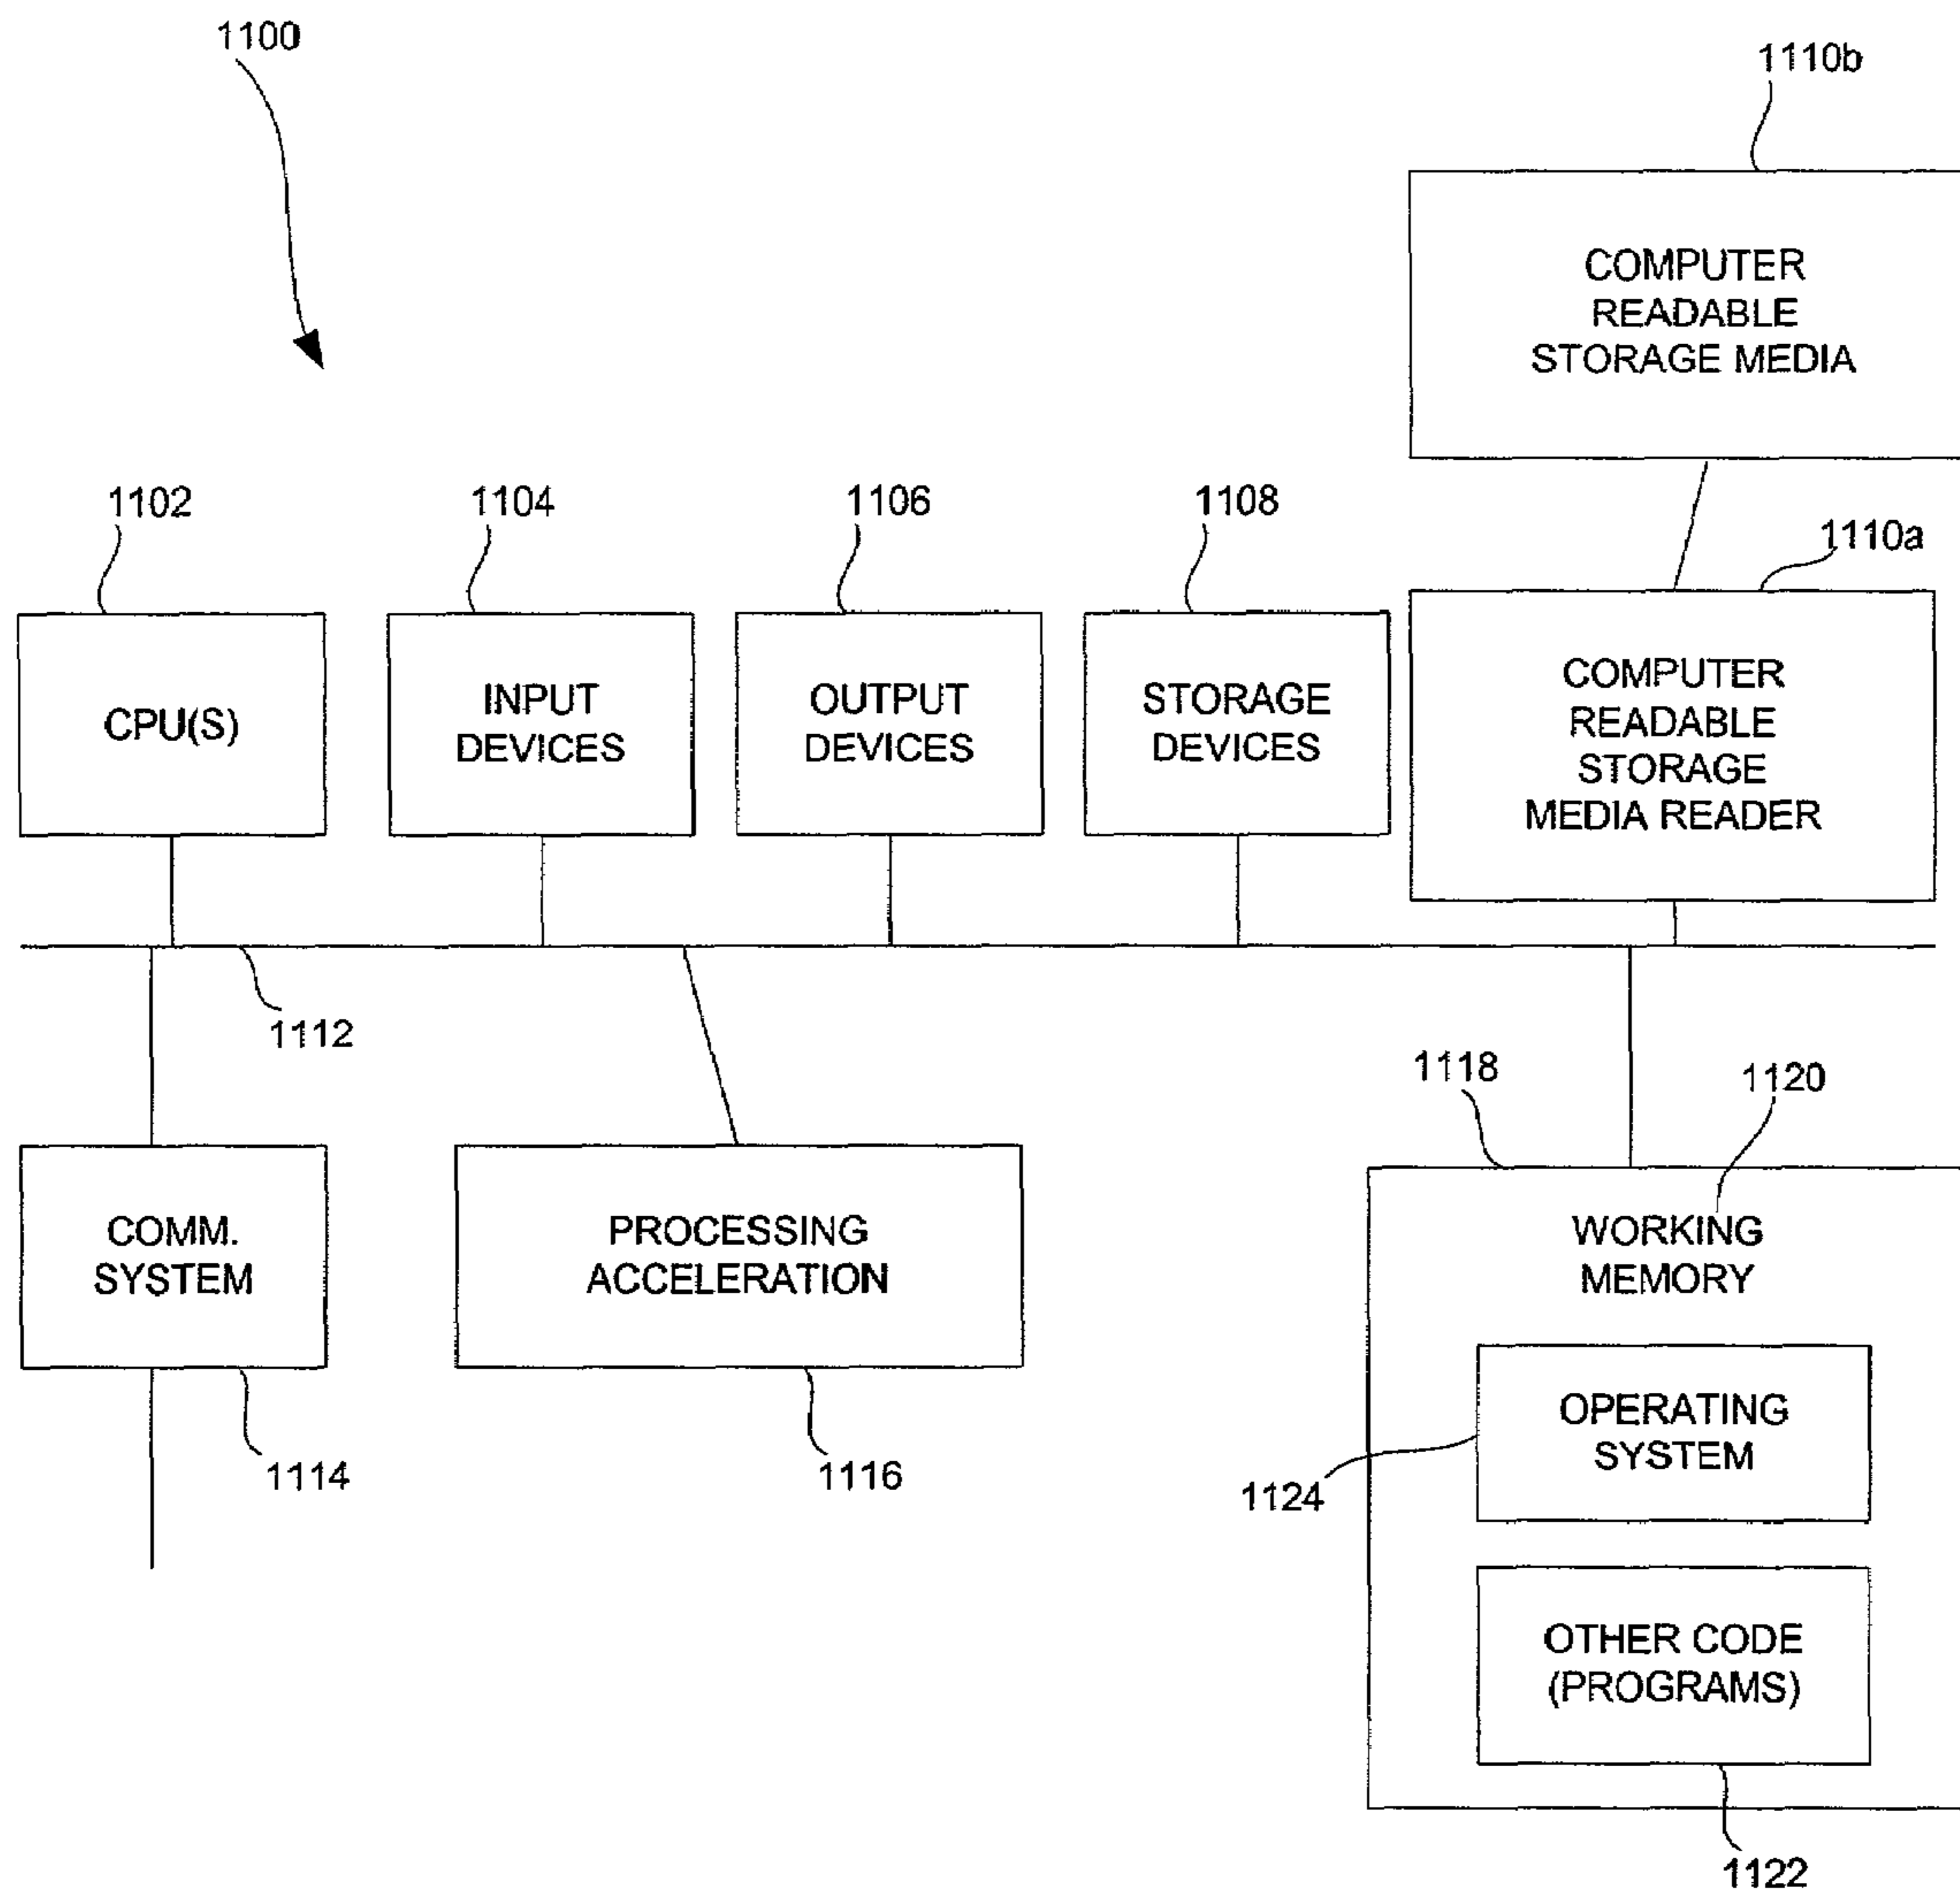 1100
1110b
COMPUTER
READABLE
STORAGE MEDIA
1102
1104
1106
1108
1110a
CPU(S)
INPUT
DEVICES
OUTPUT
DEVICES
STORAGE
DEVICES
COMPUTER
READABLE
STORAGE
MEDIA READER
1112
1118
1120
COMM.
SYSTEM
PROCESSING
ACCELERATION
WORKING
MEMORY
1114
1116
OPERATING
SYSTEM
1124
OTHER CODE
(PROGRAMS)
1122